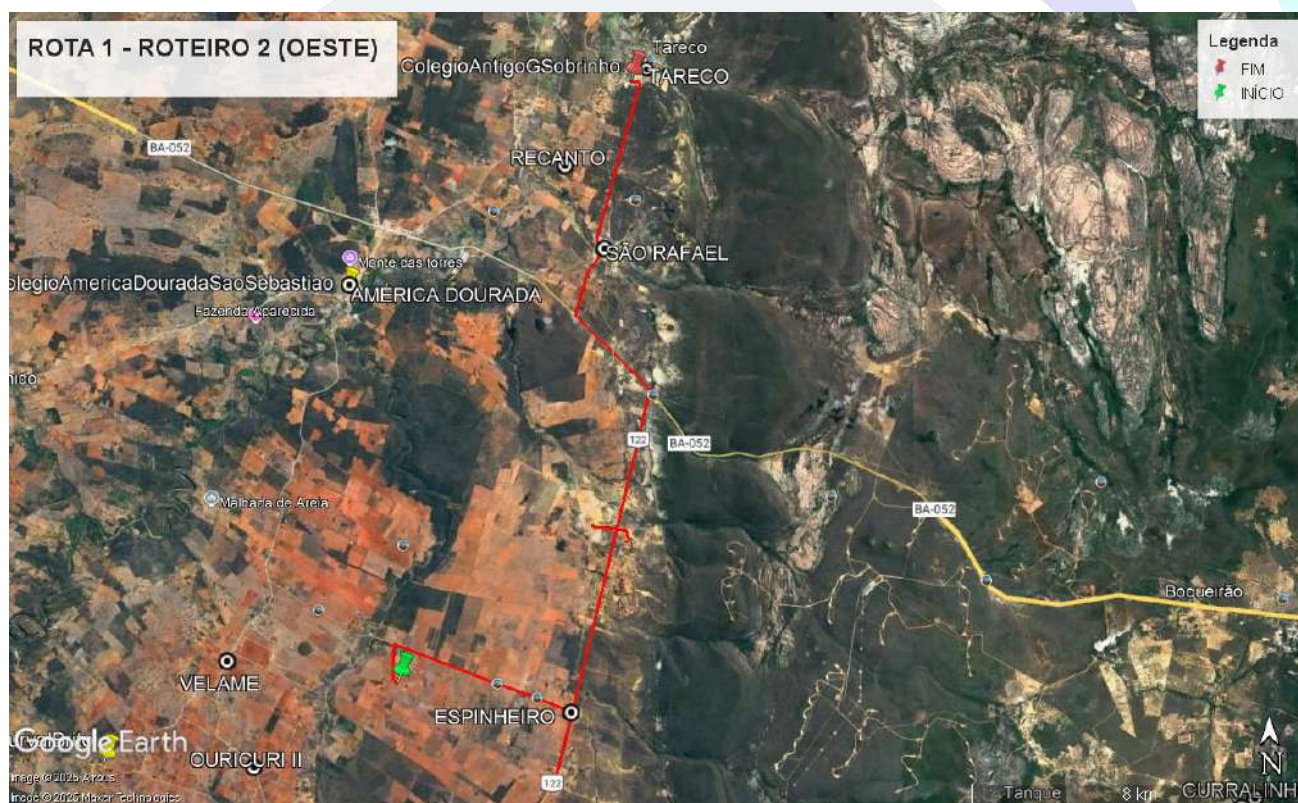 ROTA 1 - ROTEIRO 2 (OESTE)
Legenda
FIM
INÍCIO
Tareco
ColegioAntigoGSobrinho
TARECO
BA-052
RECANTO
SÃO RAFAEL
Monte das torres
olegioAmericaDouradaSaoSebastiao
AMÉRICA DOURADA
Fazenda Aparecida
122
BA-052
Malhada de Areia
BA-052
Boqueirão
VELAME
ESPINHEIRO
Google Earth
OURICURI II
Image © 2025 Airbus
Image © 2025 Maxar Technologies
122
Tanque
8 km
N
CURRALINH